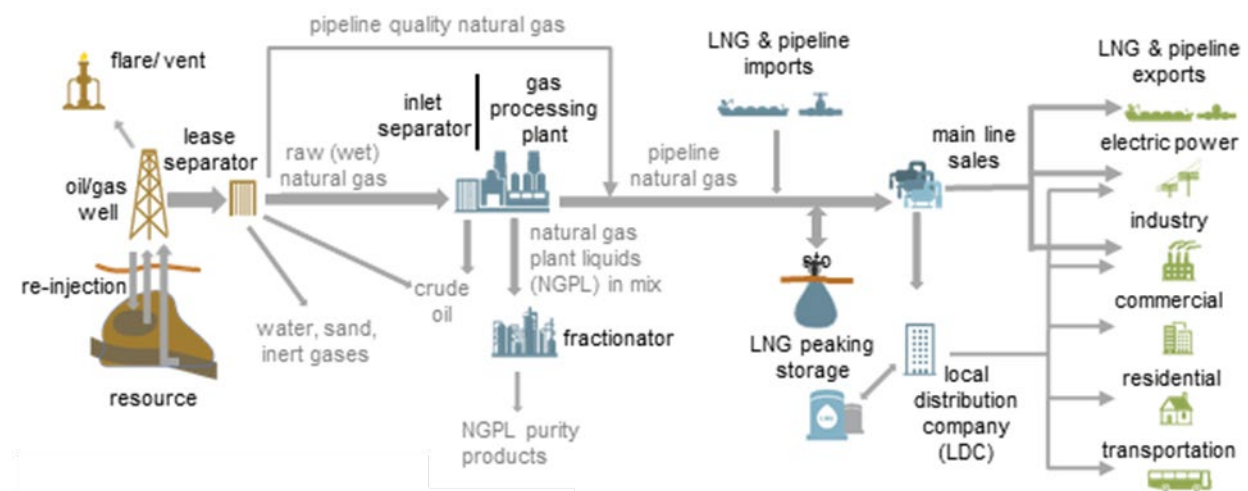 pipeline quality natural gas
flare/ vent
LNG & pipeline
imports
LNG & pipeline
exports
inlet
separator
gas
processing
plant
lease
separator
main line
sales
electric power
raw (wet)
natural gas
pipeline
natural gas
oil/gas
well
industry
natural gas
plant liquids
(NGPL) in mix
sto
re-injection
crude
oil
commercial
water, sand,
inert gases
fractionator
LNG peaking
storage
resource
local
distribution
company
(LDC)
residential
NGPL purity
products
transportation